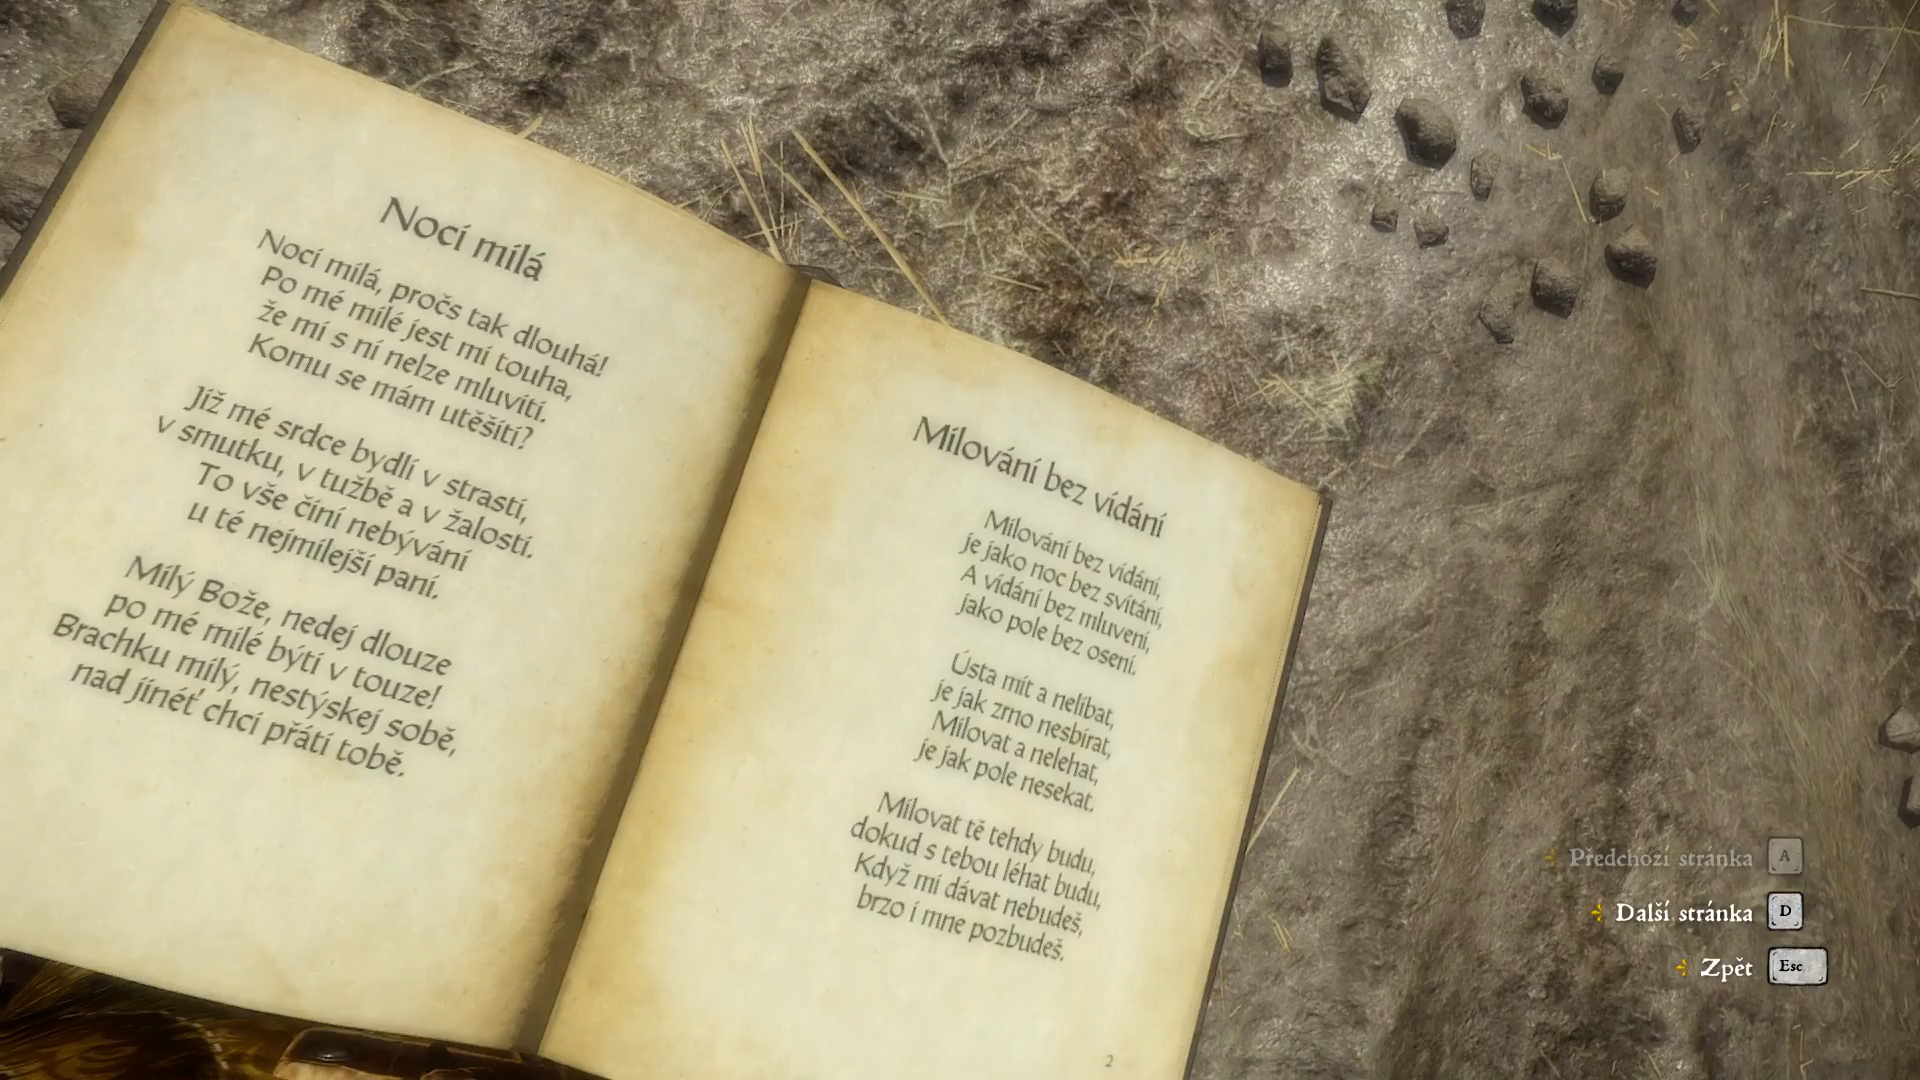 Nocí milá
Nocí milá, pročs tak dlouhá!
Po mé milé jest mi touha,
že mi s ní nelze mluviti.
Komu se mám utěšiti?
Již mé srdce bydlí v strasti,
v smutku, v tužbě a v žalosti.
To vše činí nebývání
u té nejmilejší paní.
Milý Bože, nedej dlouze
po mé milé býti v touze!
Brachku milý, nestýskej sobě,
nad jinéť chci přáti tobě.
Milování bez vídání
Milování bez vídání,
je jako noc bez svítání,
A vídání bez mluvení,
jako pole bez osení.
Ústa mít a nelíbat,
je jak zrno nesbírat,
Milovat a nelehat,
je jak pole nesekat.
Milovat tě tehdy budu,
dokud s tebou léhat budu,
Když mi dávat nebudeš,
brzo i mne pozbudeš.
2
Předchozí stránka A
Další stránka D
Zpět Esc